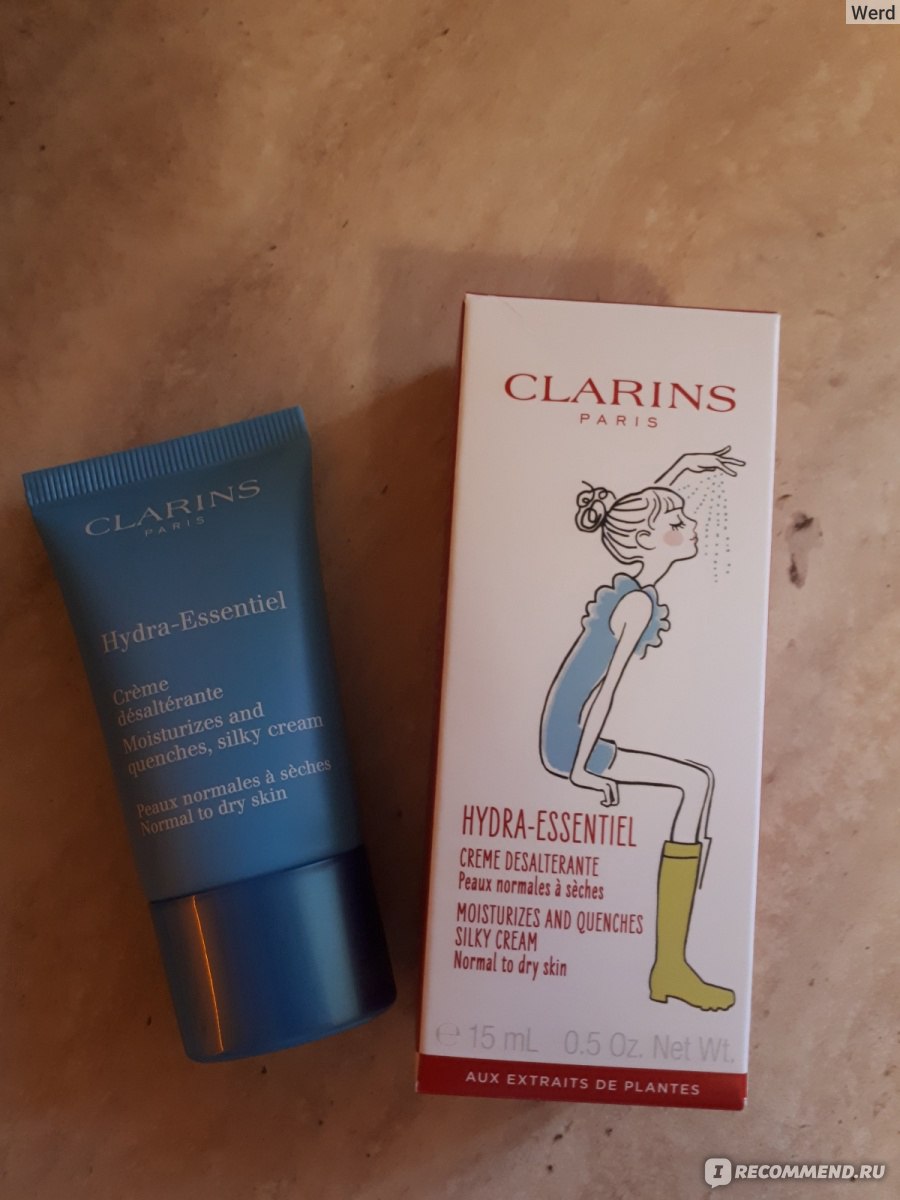 Werd
CLARINS
PARIS
Hydra-Essentiel
Crème
désaltérante
Moisturizes and
quenches, silky cream
Peaux normales à sèches
Normal to dry skin
CLARINS
PARIS
HYDRA-ESSENTIEL
CREME DESALTERANTE
Peaux normales à sèches
MOISTURIZES AND QUENCHES
SILKY CREAM
Normal to dry skin
℮ 15 mL 0.5 Oz. Net Wt.
AUX EXTRAITS DE PLANTES
IRECOMMEND.RU